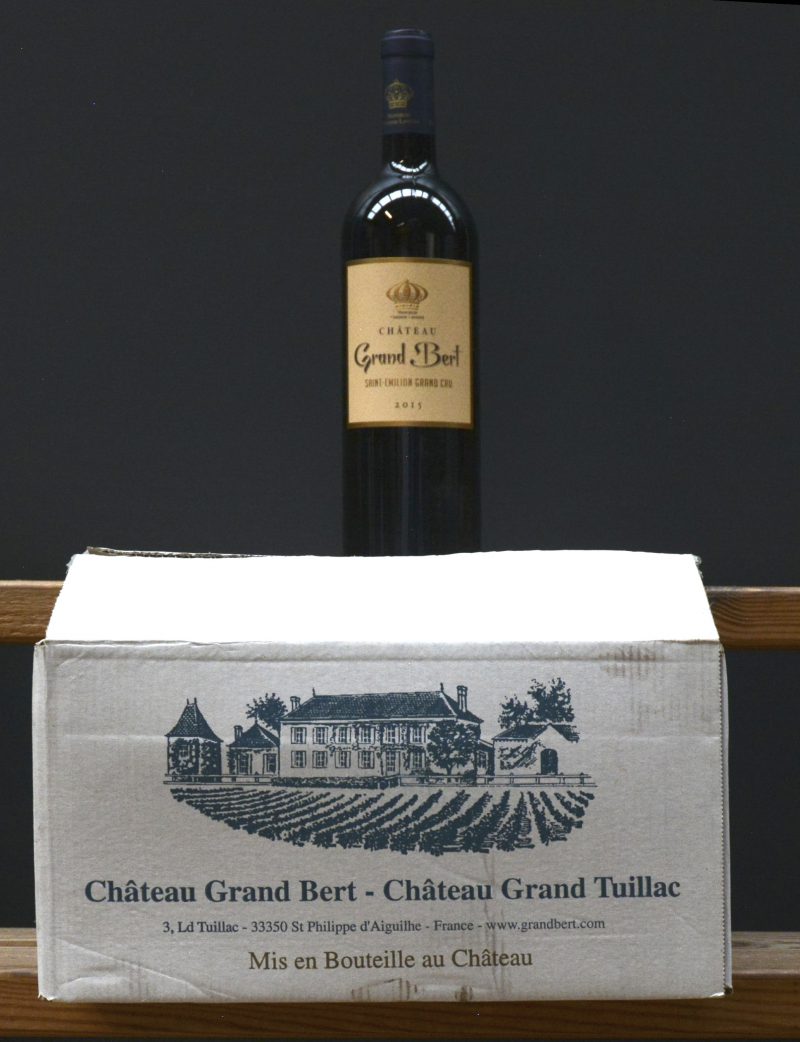 CHÂTEAU
Grand Bert
SAINT-EMILION GRAND CRU
2015
Château Grand Bert - Château Grand Tuillac
3, Ld Tuillac - 33350 St Philippe d'Aiguilhe - France - www.grandbert.com
Mis en Bouteille au Château